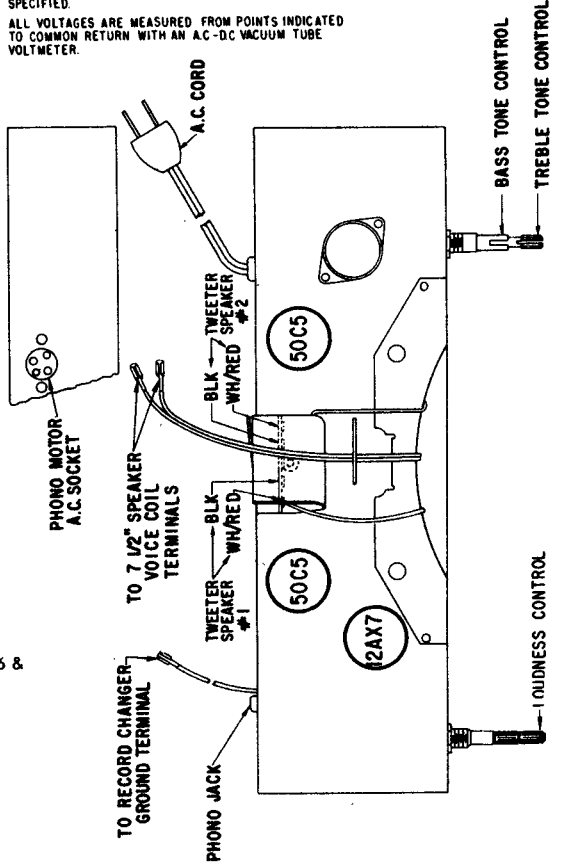 SPECIFIED.
ALL VOLTAGES ARE MEASURED FROM POINTS INDICATED
TO COMMON RETURN WITH AN A.C.-D.C. VACUUM TUBE
VOLTMETER.
PHONO MOTOR
A.C. SOCKET
A.C. CORD
TO 7 1/2" SPEAKER
VOICE COIL
TERMINALS
TO RECORD CHANGER
GROUND TERMINAL
PHONO JACK
TWEETER
SPEAKER
#1
BLK
WH/RED
BLK
WH/RED
TWEETER
SPEAKER
#2
50C5
50C5
12AX7
LOUDNESS CONTROL
BASS TONE CONTROL
TREBLE TONE CONTROL
6 &